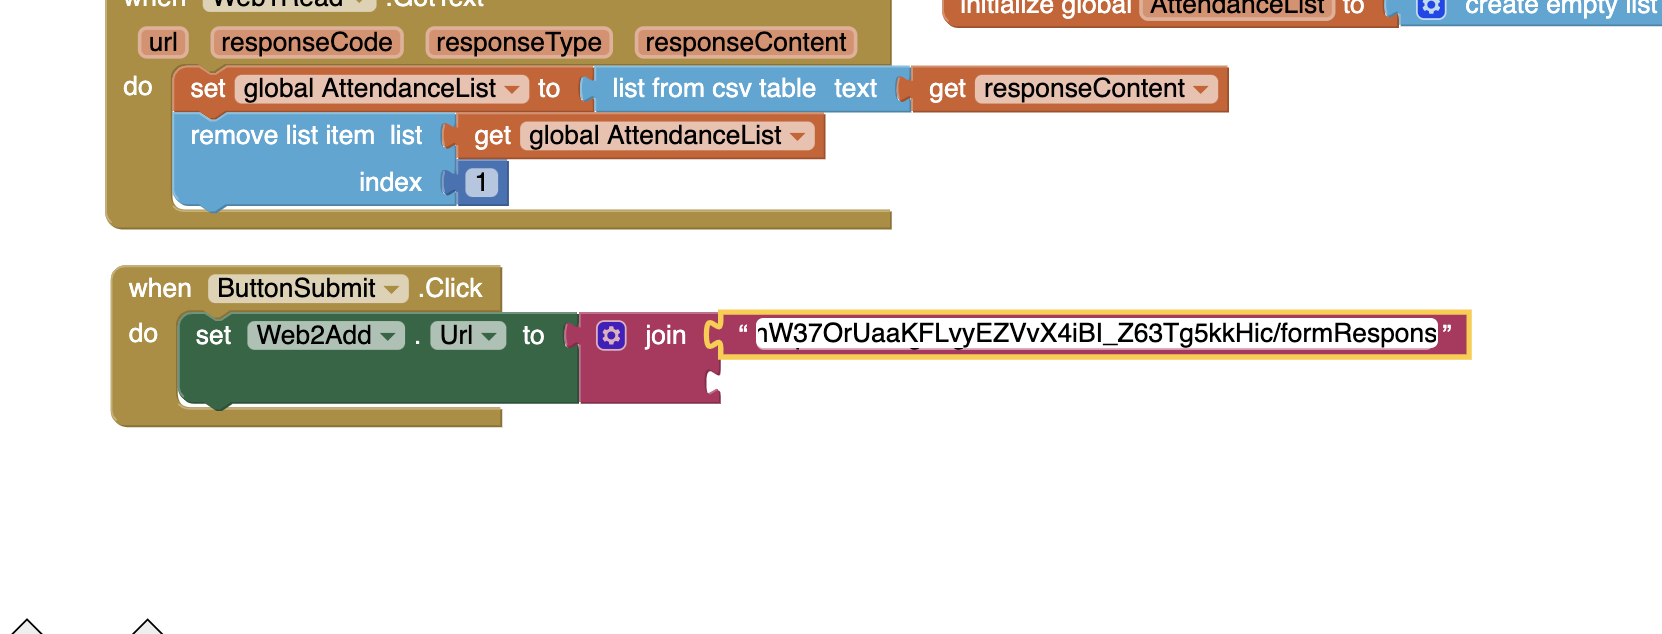 when Web1Read .GotText
initialize global AttendanceList to create empty list
url responseCode responseType responseContent
do set global AttendanceList to list from csv table text get responseContent
remove list item list get global AttendanceList
index 1
when ButtonSubmit .Click
do set Web2Add . Url to join “ nW37OrUaaKFLvyEZVvX4iBI_Z63Tg5kkHic/formRespons ”